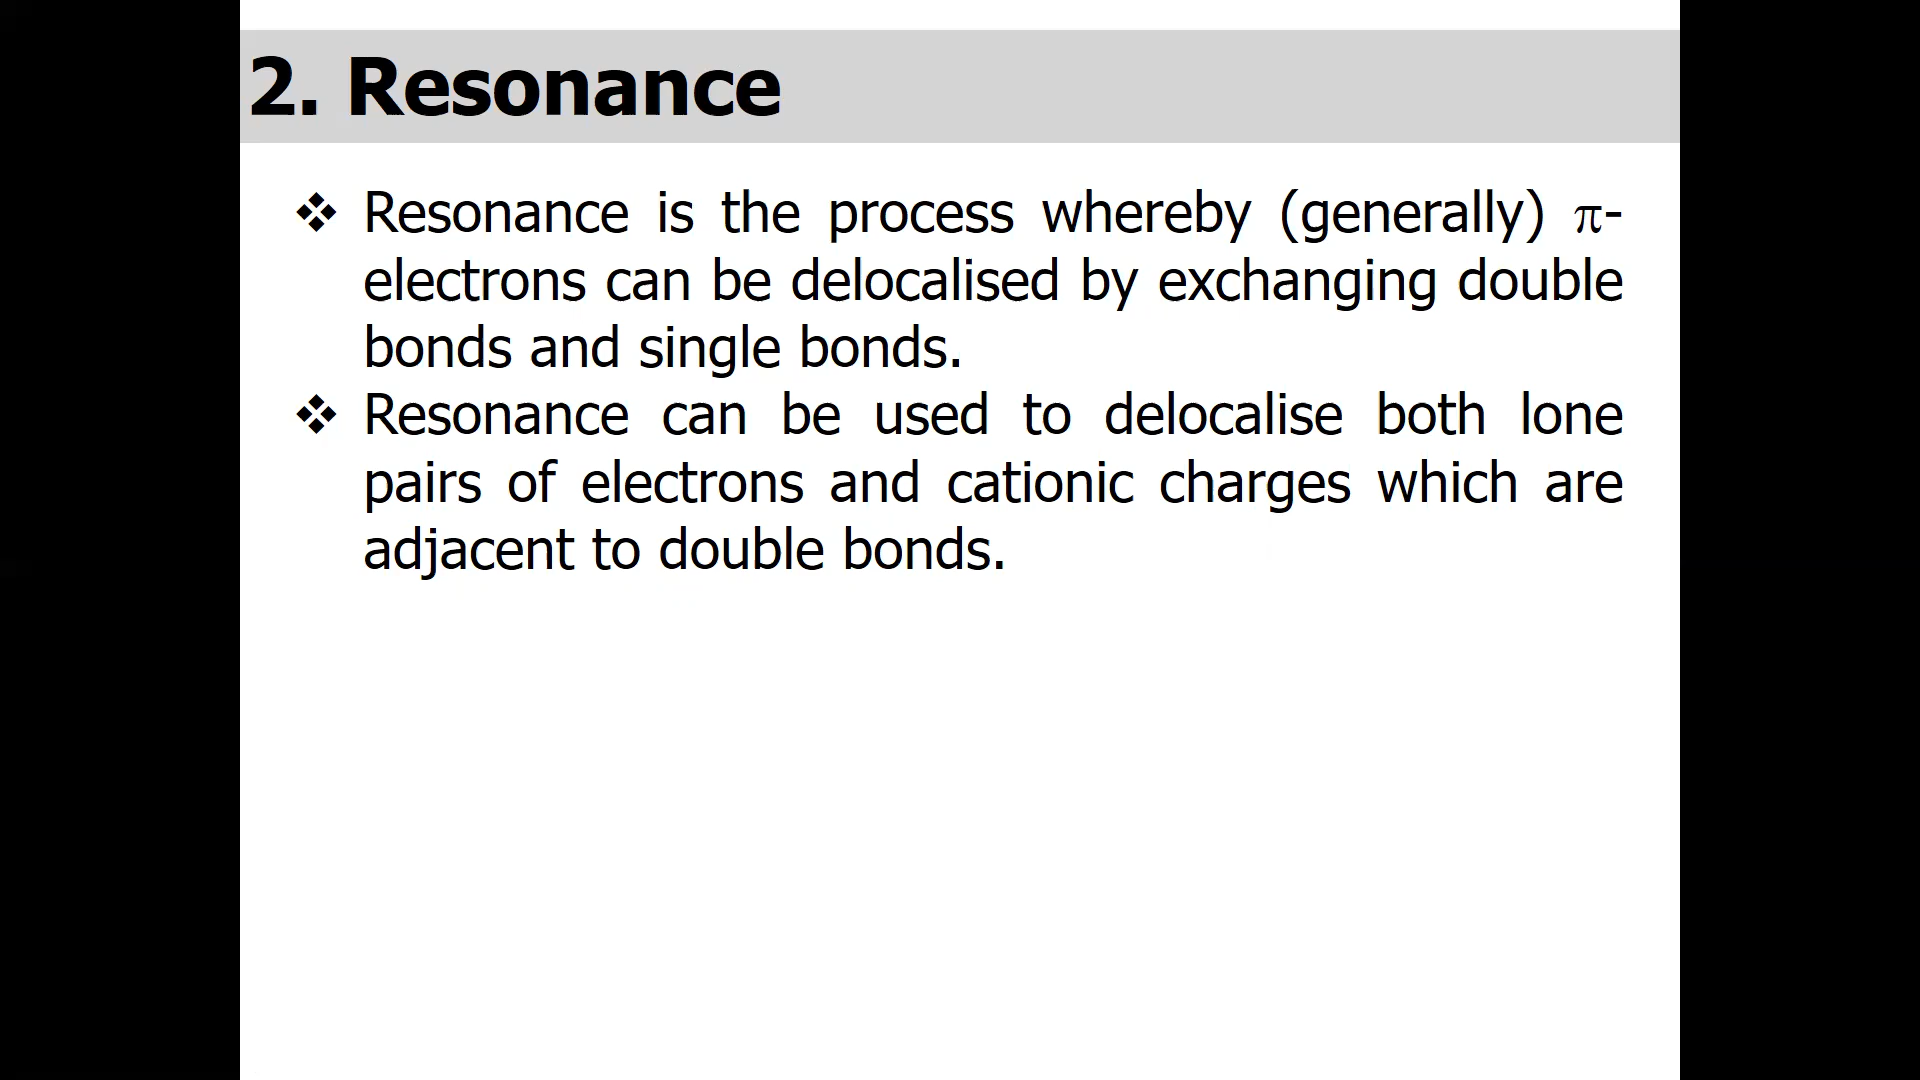 2. Resonance
❖ Resonance is the process whereby (generally) π-
electrons can be delocalised by exchanging double
bonds and single bonds.
❖ Resonance can be used to delocalise both lone
pairs of electrons and cationic charges which are
adjacent to double bonds.